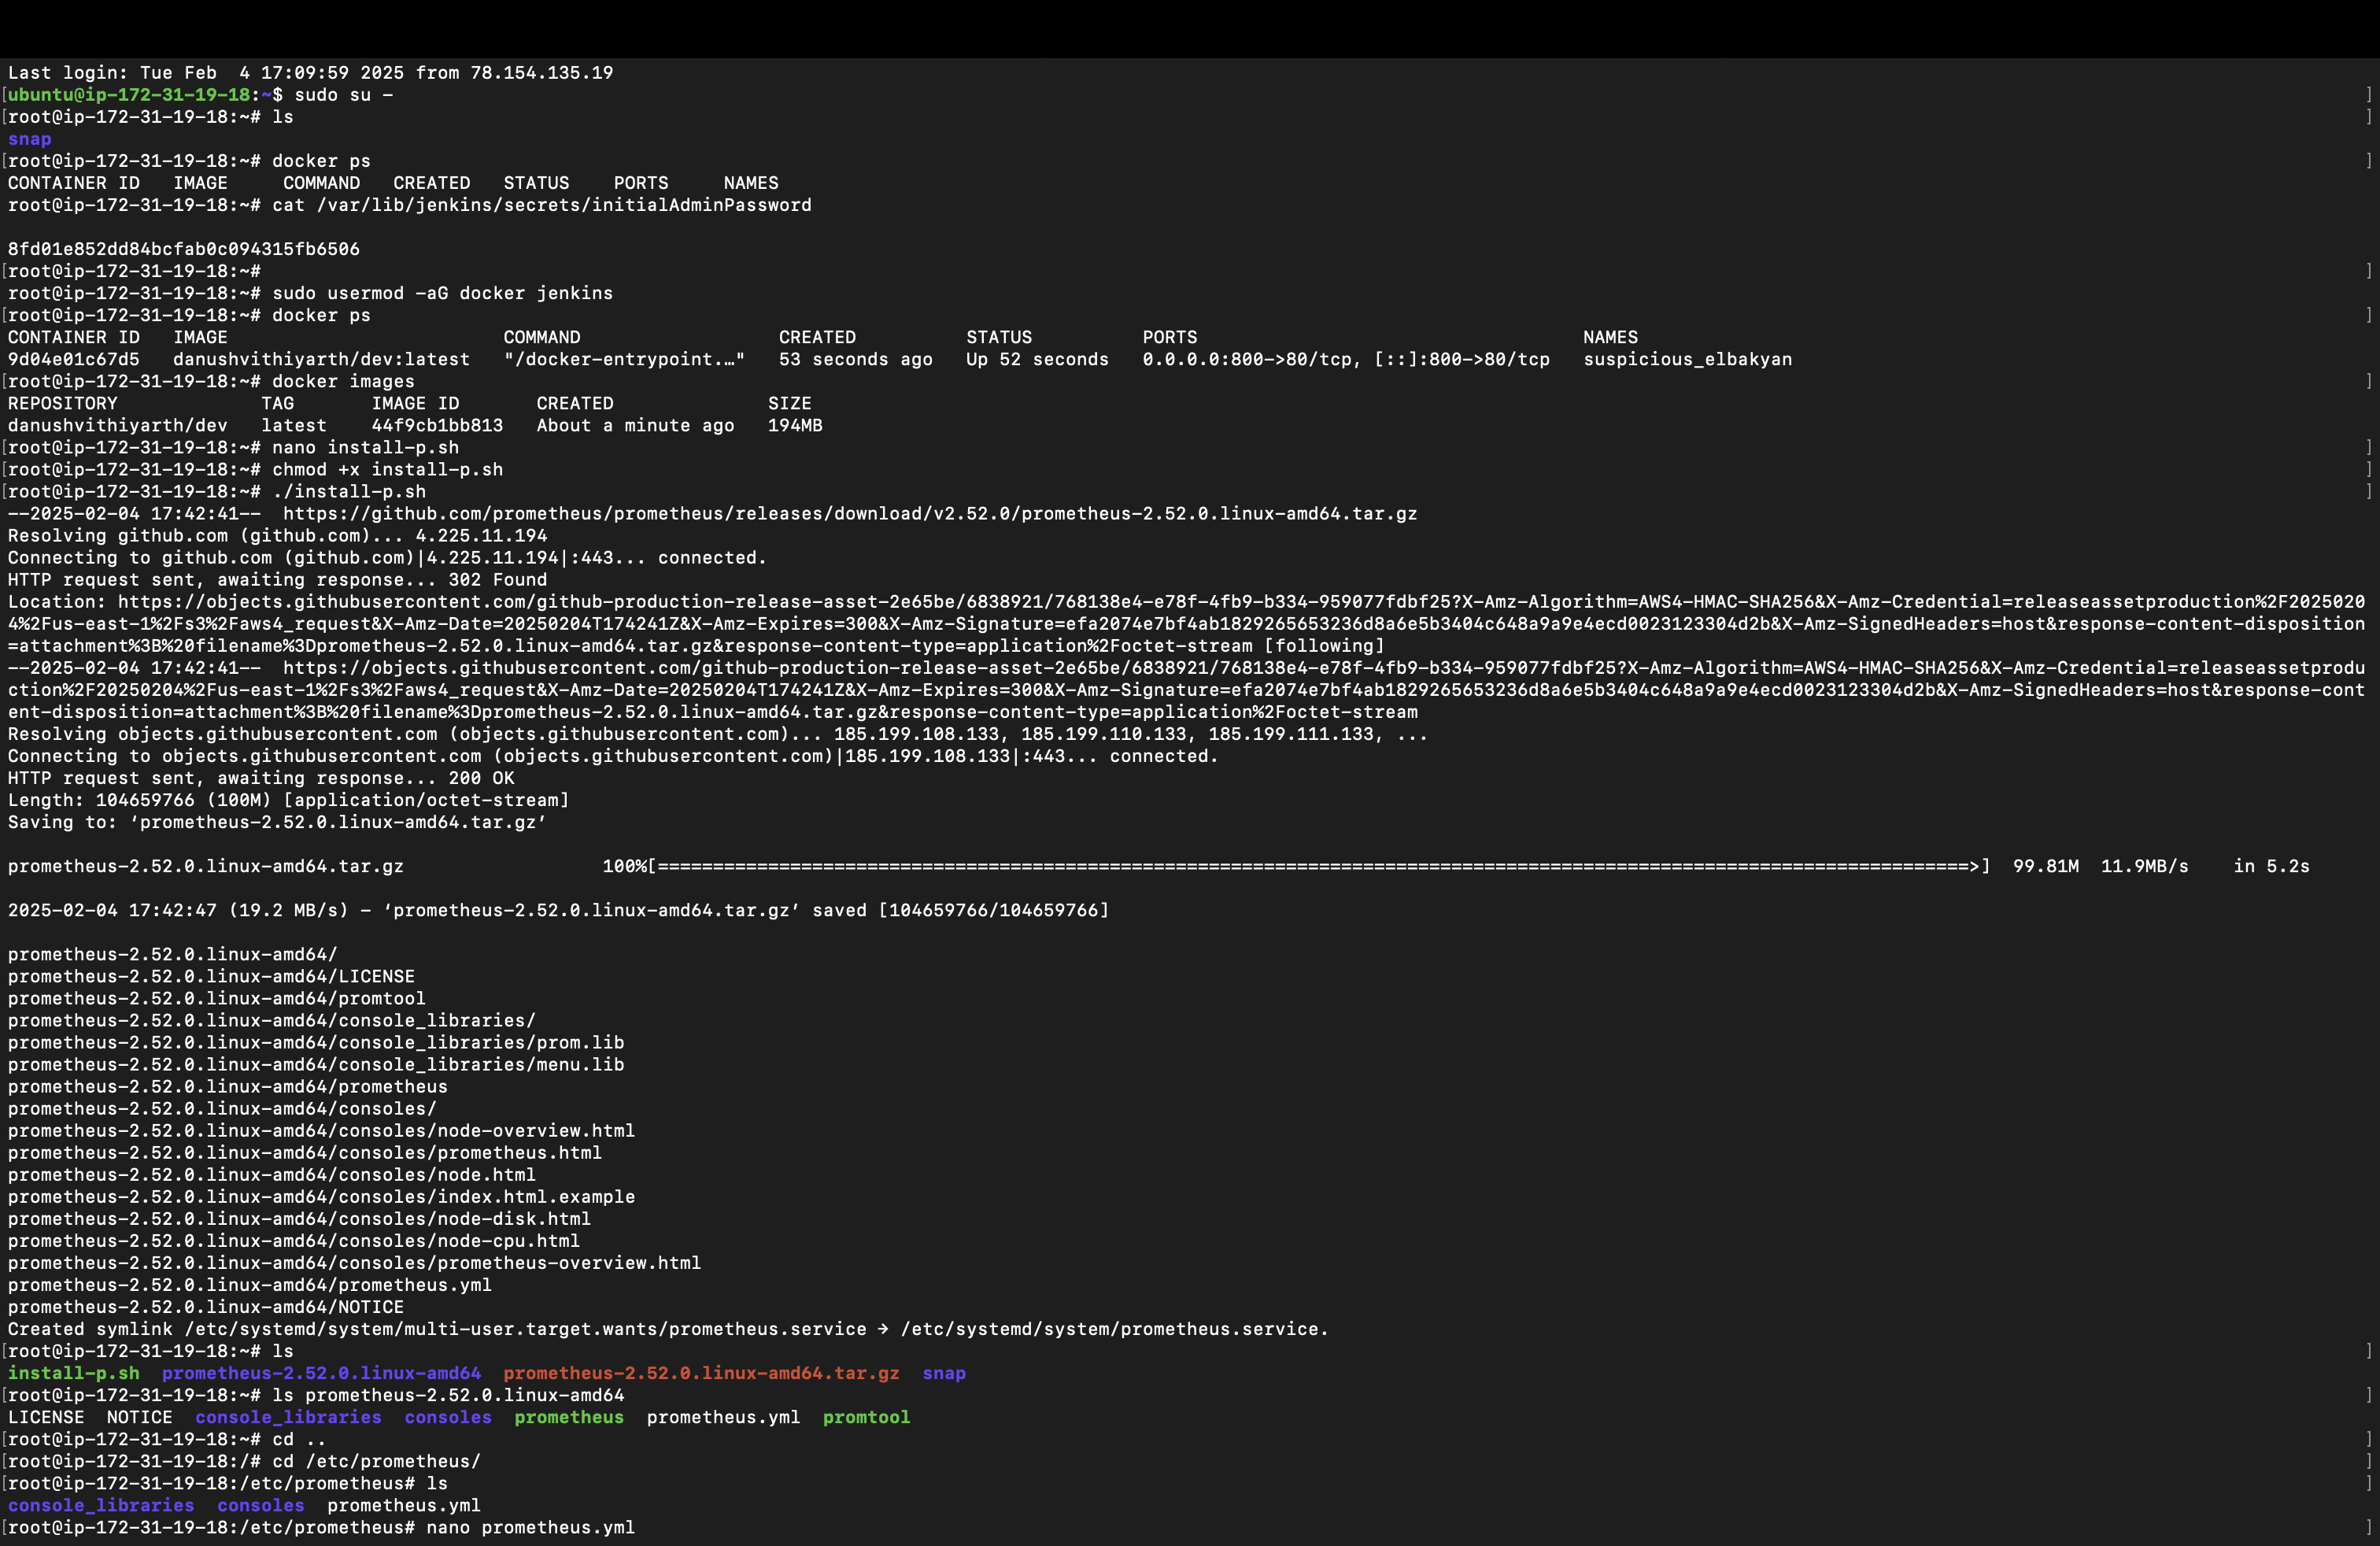 Last login: Tue Feb  4 17:09:59 2025 from 78.154.135.19
[ubuntu@ip-172-31-19-18:~$ sudo su -                                        ]
[root@ip-172-31-19-18:~# ls                                        ]
snap
[root@ip-172-31-19-18:~# docker ps                                        ]
CONTAINER ID   IMAGE     COMMAND   CREATED   STATUS    PORTS     NAMES
root@ip-172-31-19-18:~# cat /var/lib/jenkins/secrets/initialAdminPassword

8fd01e852dd84bcfab0c094315fb6506
[root@ip-172-31-19-18:~#                                        ]
root@ip-172-31-19-18:~# sudo usermod -aG docker jenkins
[root@ip-172-31-19-18:~# docker ps                                        ]
CONTAINER ID   IMAGE                         COMMAND                  CREATED          STATUS          PORTS                                   NAMES
9d04e01c67d5   danushvithiyarth/dev:latest   "/docker-entrypoint.…"   53 seconds ago   Up 52 seconds   0.0.0.0:800->80/tcp, [::]:800->80/tcp   suspicious_elbakyan
[root@ip-172-31-19-18:~# docker images                                        ]
REPOSITORY             TAG       IMAGE ID       CREATED              SIZE
danushvithiyarth/dev   latest    44f9cb1bb813   About a minute ago   194MB
[root@ip-172-31-19-18:~# nano install-p.sh                                        ]
[root@ip-172-31-19-18:~# chmod +x install-p.sh                                        ]
[root@ip-172-31-19-18:~# ./install-p.sh                                        ]
--2025-02-04 17:42:41--  https://github.com/prometheus/prometheus/releases/download/v2.52.0/prometheus-2.52.0.linux-amd64.tar.gz
Resolving github.com (github.com)... 4.225.11.194
Connecting to github.com (github.com)|4.225.11.194|:443... connected.
HTTP request sent, awaiting response... 302 Found
Location: https://objects.githubusercontent.com/github-production-release-asset-2e65be/6838921/768138e4-e78f-4fb9-b334-959077fdbf25?X-Amz-Algorithm=AWS4-HMAC-SHA256&X-Amz-Credential=releaseassetproduction%2F2025020
4%2Fus-east-1%2Fs3%2Faws4_request&X-Amz-Date=20250204T174241Z&X-Amz-Expires=300&X-Amz-Signature=efa2074e7bf4ab1829265653236d8a6e5b3404c648a9a9e4ecd0023123304d2b&X-Amz-SignedHeaders=host&response-content-disposition
=attachment%3B%20filename%3Dprometheus-2.52.0.linux-amd64.tar.gz&response-content-type=application%2Foctet-stream [following]
--2025-02-04 17:42:41--  https://objects.githubusercontent.com/github-production-release-asset-2e65be/6838921/768138e4-e78f-4fb9-b334-959077fdbf25?X-Amz-Algorithm=AWS4-HMAC-SHA256&X-Amz-Credential=releaseassetprodu
ction%2F20250204%2Fus-east-1%2Fs3%2Faws4_request&X-Amz-Date=20250204T174241Z&X-Amz-Expires=300&X-Amz-Signature=efa2074e7bf4ab1829265653236d8a6e5b3404c648a9a9e4ecd0023123304d2b&X-Amz-SignedHeaders=host&response-cont
ent-disposition=attachment%3B%20filename%3Dprometheus-2.52.0.linux-amd64.tar.gz&response-content-type=application%2Foctet-stream
Resolving objects.githubusercontent.com (objects.githubusercontent.com)... 185.199.108.133, 185.199.110.133, 185.199.111.133, ...
Connecting to objects.githubusercontent.com (objects.githubusercontent.com)|185.199.108.133|:443... connected.
HTTP request sent, awaiting response... 200 OK
Length: 104659766 (100M) [application/octet-stream]
Saving to: ‘prometheus-2.52.0.linux-amd64.tar.gz’

prometheus-2.52.0.linux-amd64.tar.gz                  100%[=======================================================================================================================>]  99.81M  11.9MB/s    in 5.2s

2025-02-04 17:42:47 (19.2 MB/s) - ‘prometheus-2.52.0.linux-amd64.tar.gz’ saved [104659766/104659766]

prometheus-2.52.0.linux-amd64/
prometheus-2.52.0.linux-amd64/LICENSE
prometheus-2.52.0.linux-amd64/promtool
prometheus-2.52.0.linux-amd64/console_libraries/
prometheus-2.52.0.linux-amd64/console_libraries/prom.lib
prometheus-2.52.0.linux-amd64/console_libraries/menu.lib
prometheus-2.52.0.linux-amd64/prometheus
prometheus-2.52.0.linux-amd64/consoles/
prometheus-2.52.0.linux-amd64/consoles/node-overview.html
prometheus-2.52.0.linux-amd64/consoles/prometheus.html
prometheus-2.52.0.linux-amd64/consoles/node.html
prometheus-2.52.0.linux-amd64/consoles/index.html.example
prometheus-2.52.0.linux-amd64/consoles/node-disk.html
prometheus-2.52.0.linux-amd64/consoles/node-cpu.html
prometheus-2.52.0.linux-amd64/consoles/prometheus-overview.html
prometheus-2.52.0.linux-amd64/prometheus.yml
prometheus-2.52.0.linux-amd64/NOTICE
Created symlink /etc/systemd/system/multi-user.target.wants/prometheus.service → /etc/systemd/system/prometheus.service.
[root@ip-172-31-19-18:~# ls                                        ]
install-p.sh  prometheus-2.52.0.linux-amd64  prometheus-2.52.0.linux-amd64.tar.gz  snap
[root@ip-172-31-19-18:~# ls prometheus-2.52.0.linux-amd64                                        ]
LICENSE  NOTICE  console_libraries  consoles  prometheus  prometheus.yml  promtool
[root@ip-172-31-19-18:~# cd ..                                        ]
[root@ip-172-31-19-18:/# cd /etc/prometheus/                                        ]
[root@ip-172-31-19-18:/etc/prometheus# ls                                        ]
console_libraries  consoles  prometheus.yml
[root@ip-172-31-19-18:/etc/prometheus# nano prometheus.yml                                        ]